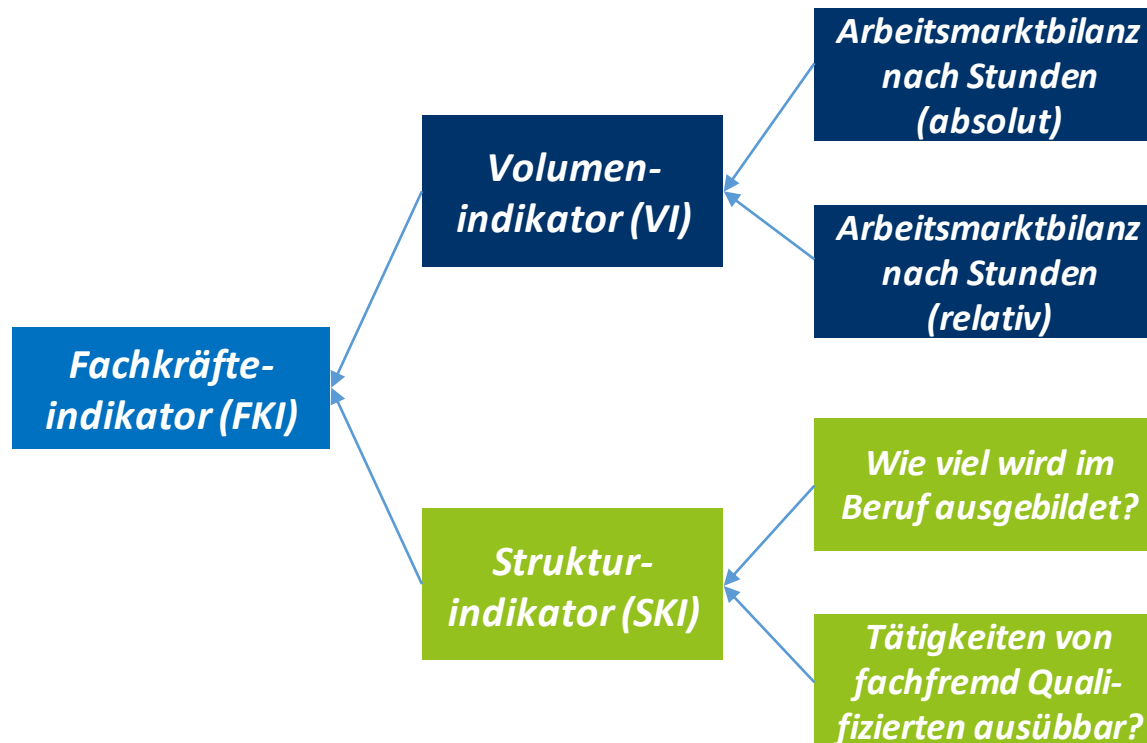 Arbeitsmarktbilanz
nach Stunden
(absolut)
Volumen-
indikator (VI)
Arbeitsmarktbilanz
nach Stunden
(relativ)
Fachkräfte-
indikator (FKI)
Wie viel wird im
Beruf ausgebildet?
Struktur-
indikator (SKI)
Tätigkeiten von
fachfremd Quali-
fizierten ausübbar?